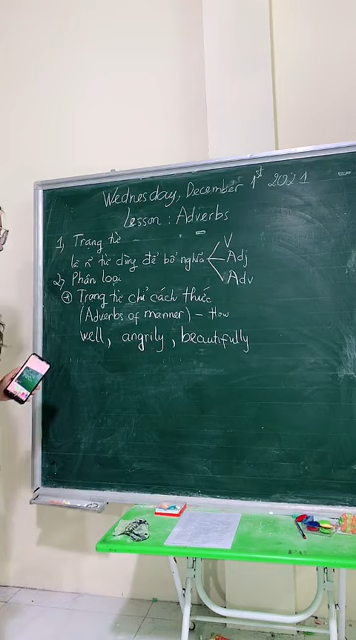 Wednesday, December 1st 2021
Lesson: Adverbs
1, Trạng từ
là từ dùng để bổ nghĩa
V
Adj
Adv
2, Phân loại
Trạng từ chỉ cách thức
(Adverbs of manner) - How
well, angrily, beautifully